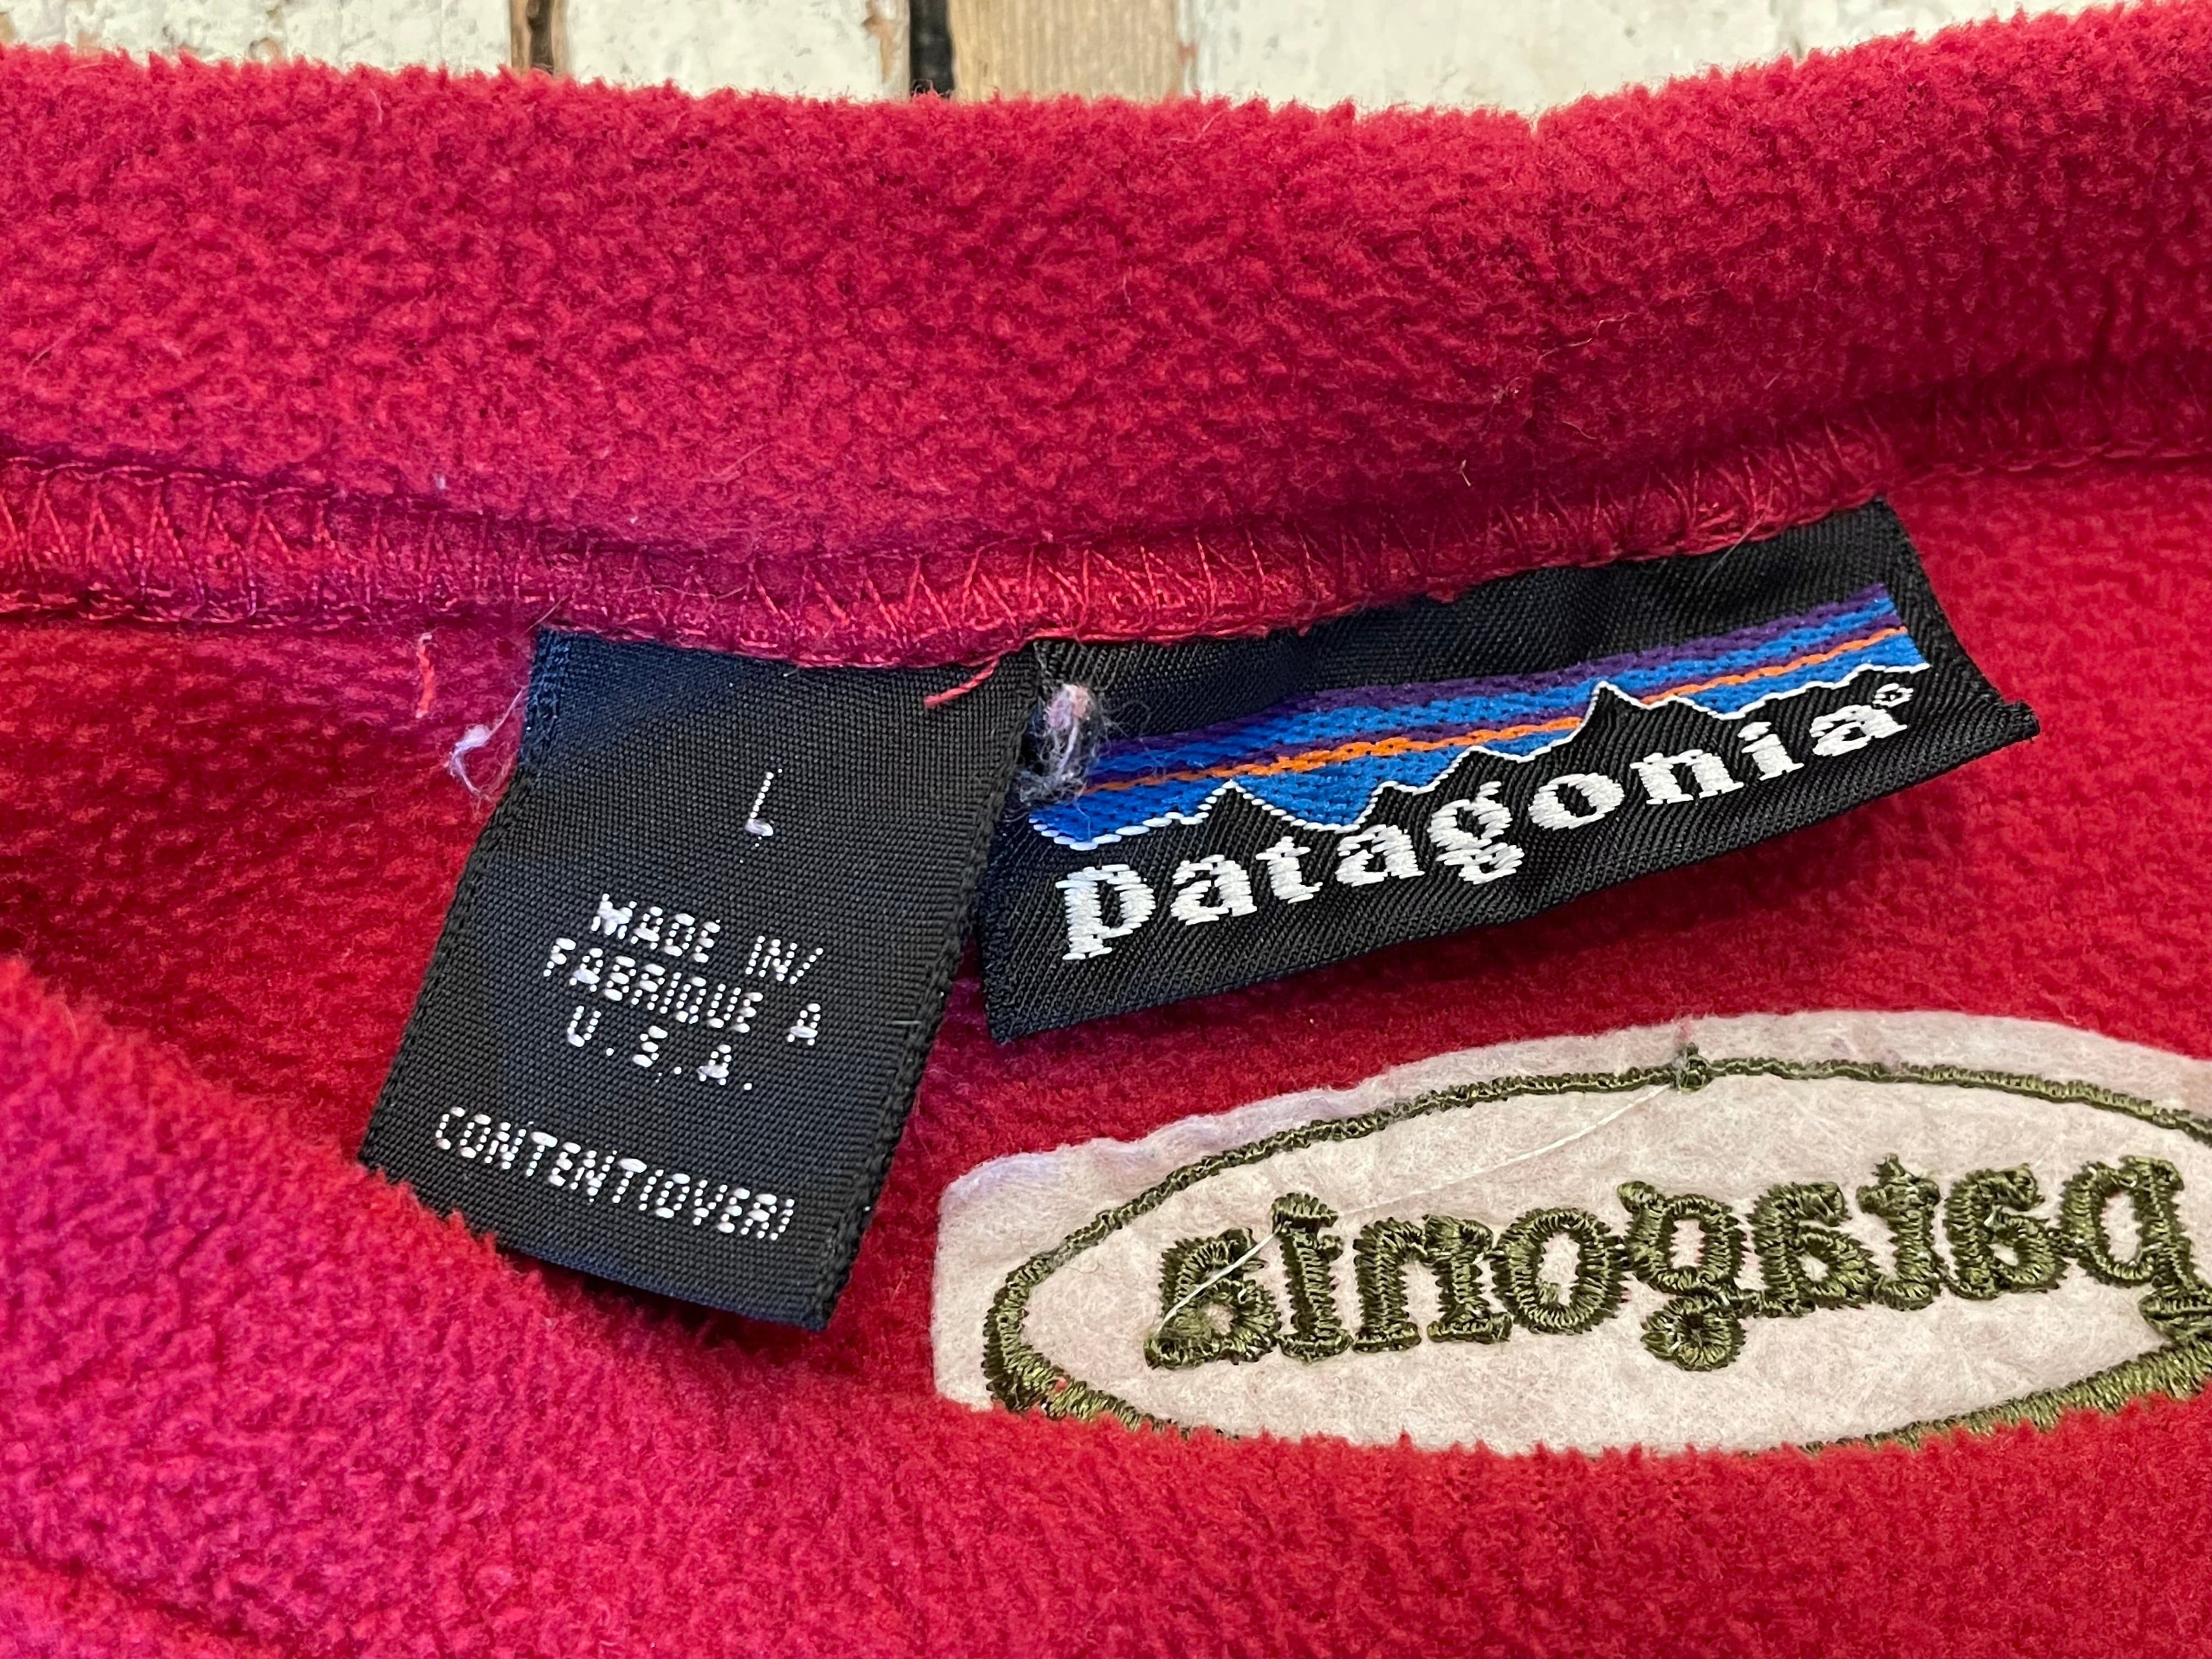 L
MADE IN/
FABRIQUE A
U.S.A.
CONTENT(OVER)
patagonia®
patagonia